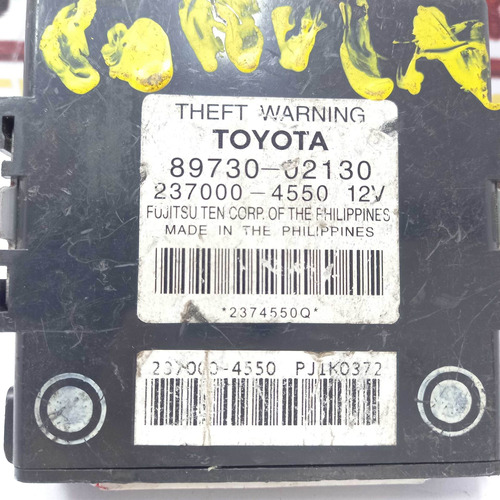 THEFT WARNING
TOYOTA
89730-02130
237000-4550 12V
FUJITSU TEN CORP. OF THE PHILIPPINES
MADE IN THE PHILIPPINES
*2374550Q*
237000-4550 PJ1K0372